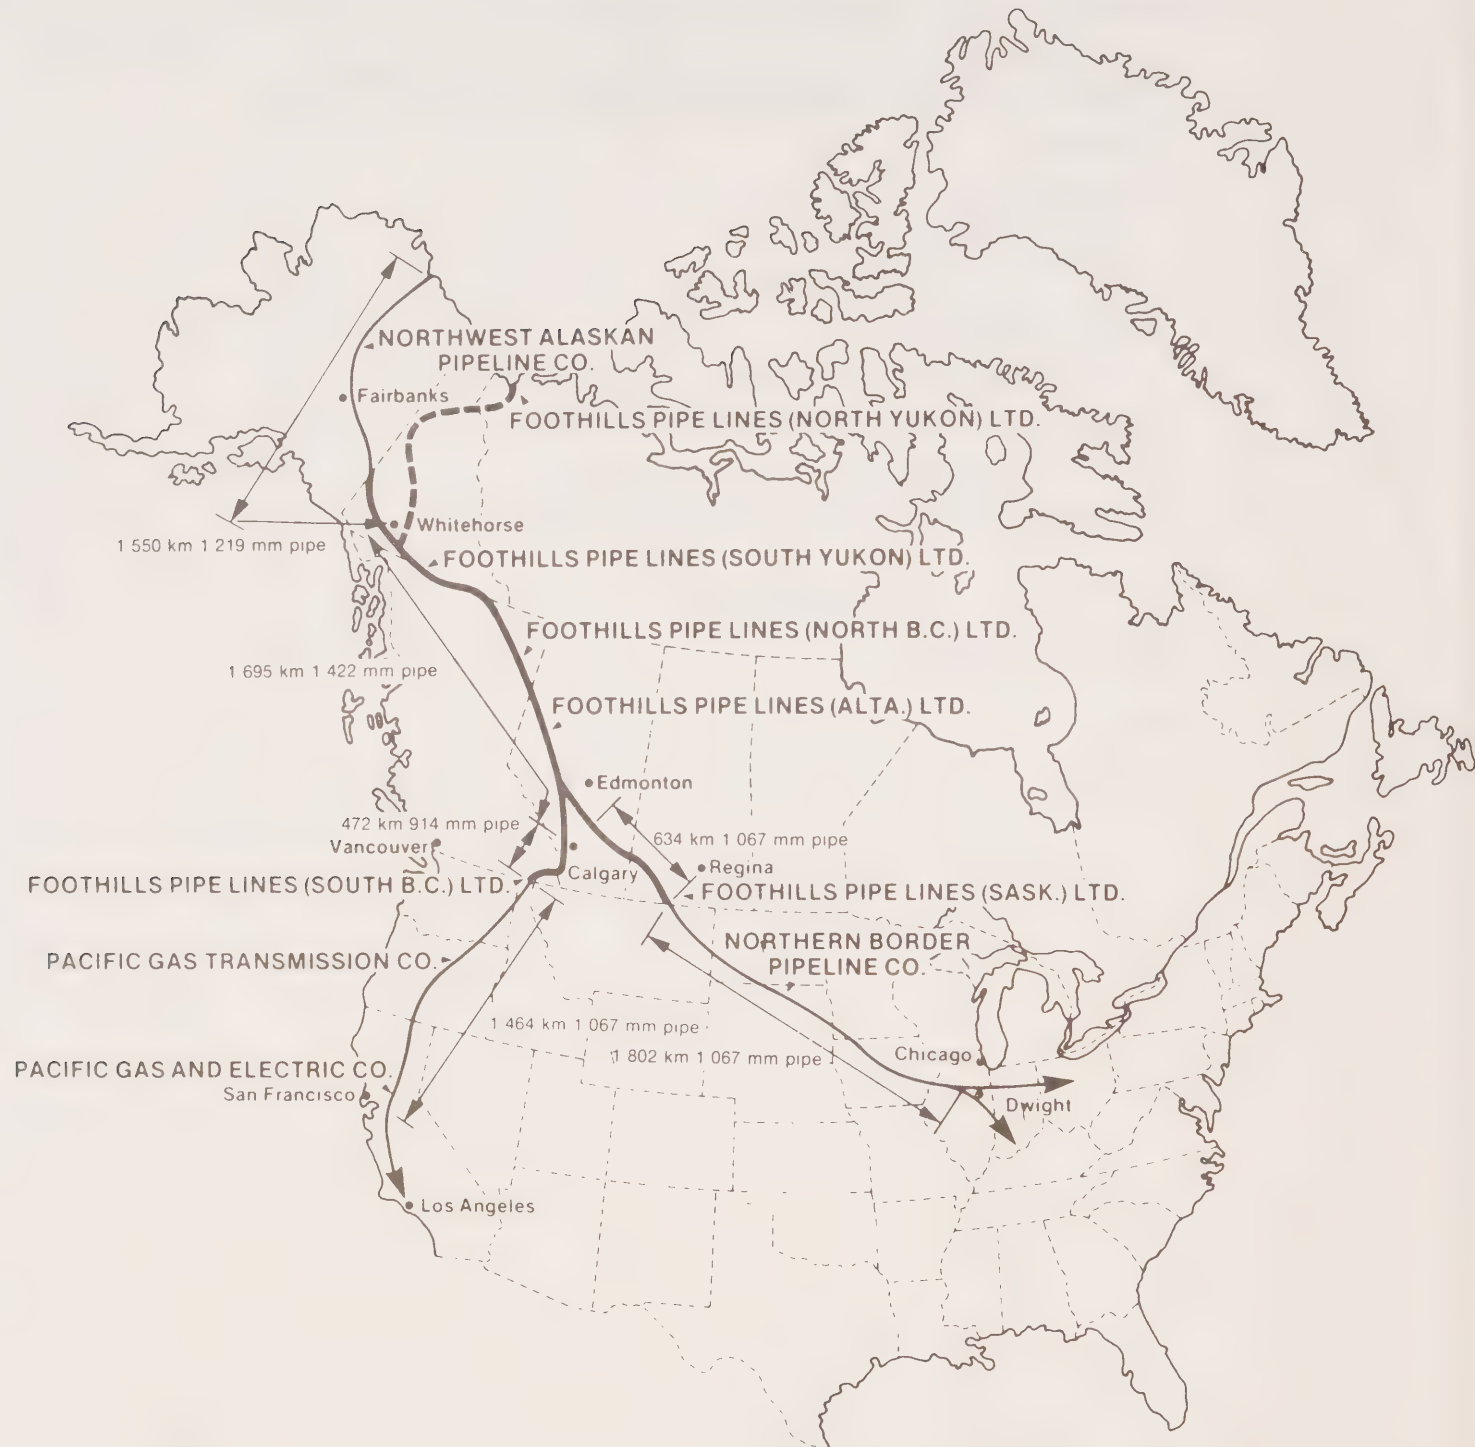 NORTHWEST ALASKAN
PIPELINE CO.
Fairbanks
FOOTHILLS PIPE LINES (NORTH YUKON) LTD.
Whitehorse
1 550 km 1 219 mm pipe
FOOTHILLS PIPE LINES (SOUTH YUKON) LTD.
FOOTHILLS PIPE LINES (NORTH B.C.) LTD.
1 695 km 1 422 mm pipe
FOOTHILLS PIPE LINES (ALTA.) LTD.
Edmonton
472 km 914 mm pipe
634 km 1 067 mm pipe
Vancouver
Calgary
Regina
FOOTHILLS PIPE LINES (SOUTH B.C.) LTD.
FOOTHILLS PIPE LINES (SASK.) LTD.
NORTHERN BORDER
PIPELINE CO.
PACIFIC GAS TRANSMISSION CO.
1 464 km 1 067 mm pipe
1 802 km 1 067 mm pipe
Chicago
PACIFIC GAS AND ELECTRIC CO.
San Francisco
Dwight
Los Angeles